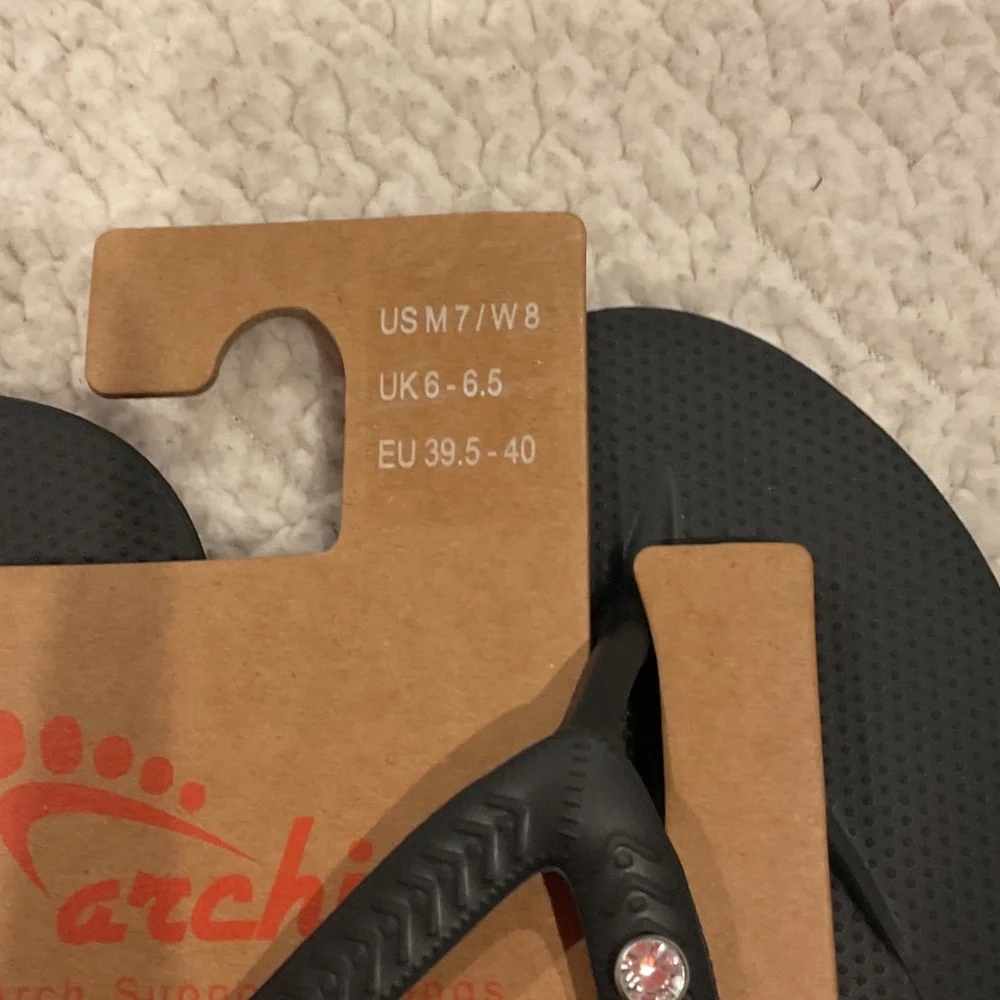 US M 7 / W 8
UK 6 - 6.5
EU 39.5 - 40
archi